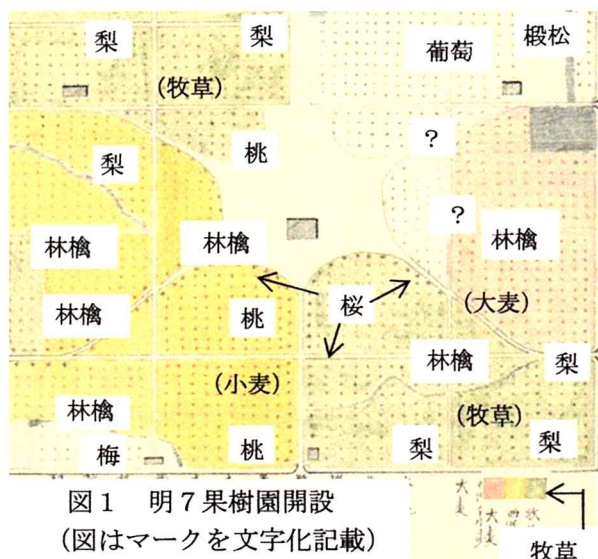 梨 梨 葡萄 椴松
(牧草)
桃 ?
梨 ?
林檎 林檎 林檎
林檎 桃 桜 (大麦)
(小麦) 林檎 梨
林檎 (牧草)
梅 桃 梨 梨
図1 明7果樹園開設
(図はマークを文字化記載)
大麦
牧草